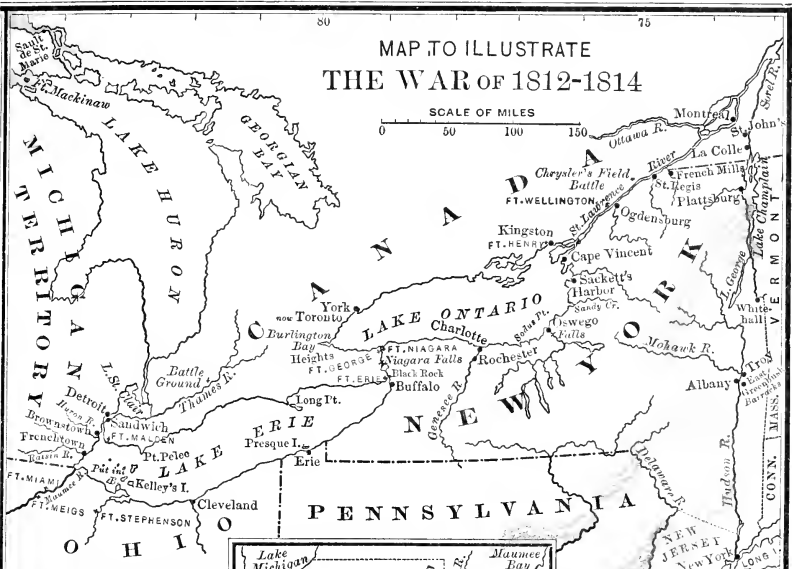 80
75
MAP TO ILLUSTRATE
THE WAR OF 1812-1814
SCALE OF MILES
0 50 100 150
Sault
de St.
Marie
Ft. Mackinaw
LAKE HURON
GEORGIAN
BAY
MICHIGAN
TERRITORY
CANADA
Ottawa R.
Montreal
Sorel R.
St. John's
La Colle
River
St. Lawrence
French Mills
St. Regis
Plattsburg
Lake Champlain
Chrysler's Field
Battle
FT. WELLINGTON
Ogdensburg
Kingston
FT. HENRY
Cape Vincent
Sackett's
Harbor
Sandy Cr.
L. George
VERMONT
White-
hall
York
now Toronto
LAKE ONTARIO
Burlington
Bay
Heights
Charlotte
Sodus Pt.
Oswego
Falls
FT. GEORGE
FT. NIAGARA
Niagara Falls
Rochester
Black Rock
FT. ERIE
Buffalo
Genesee R.
NEW YORK
Mohawk R.
Troy
Albany
East
Greenbush
Barracks
MASS.
CONN.
Hudson R.
Battle
Ground
Thames R.
L. St. Clair
Detroit
Sandwich
Huron R.
Brownstown
FT. MALDEN
Frenchtown
Raisin R.
Pt. Pelee
LAKE ERIE
Long Pt.
Presque I.
Erie
Put in
B
Kelley's I.
FT. MIAMI
Maumee R.
FT. MEIGS
FT. STEPHENSON
Cleveland
OHIO
PENNSYLVANIA
Delaware R.
NEW
JERSEY
New York
LONG I.
Lake
Michigan
R.
Maumee
Bay